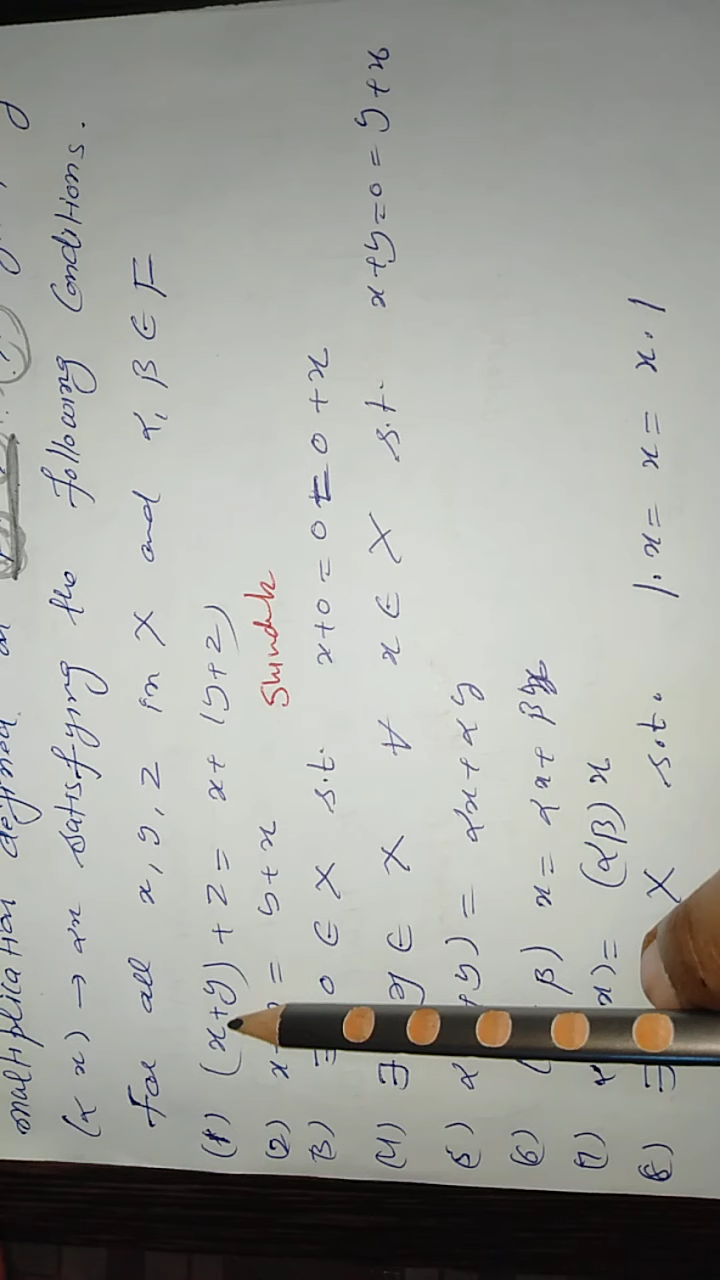 multiplication defined
(α x) → αx satisfying the following Conditions.
For all x, y, z in X and α, β ∈ F
(1) (x+y)+z = x+(y+z)
(2) x = y+x
Shundik
3) ∃ 0 ∈ X s.t. x+0=0 = 0+x
(4) ∃ y ∈ X ∀ x ∈ X s.t. x+y=0=y+x
(5) α +y) = αx+αy
(6) ( β) x = αx+βx
(7) x)= (αβ)x
(8) ∃ X s.t. 1.x = x = x.1